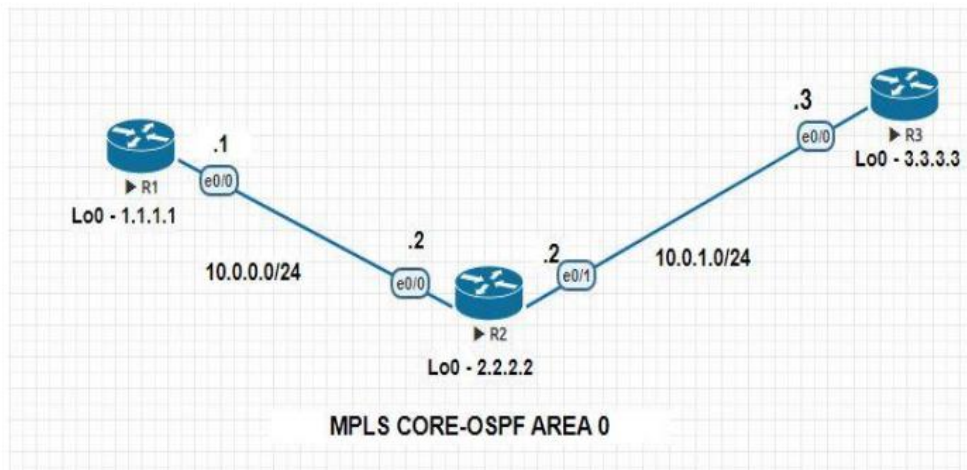 .1
e0/0
R1
Lo0 - 1.1.1.1
10.0.0.0/24
.2
e0/0
R2
Lo0 - 2.2.2.2
.2
e0/1
10.0.1.0/24
.3
e0/0
R3
Lo0 - 3.3.3.3
MPLS CORE-OSPF AREA 0